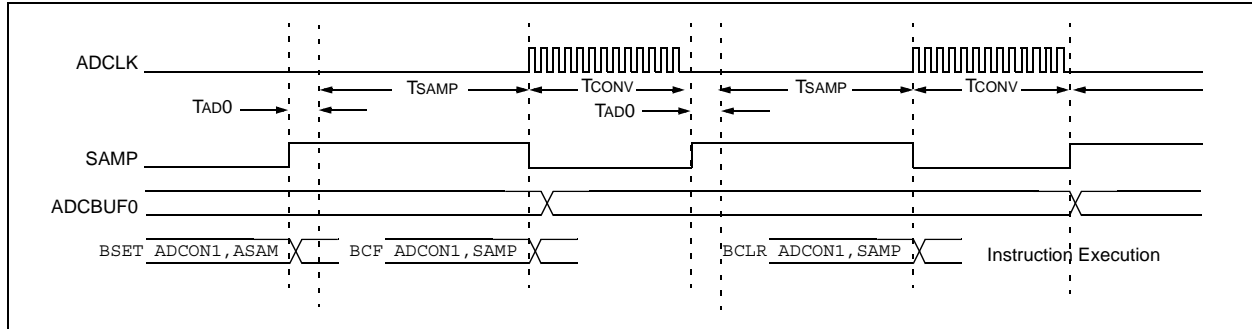 ADCLK
TSAMP TCONV TSAMP TCONV
TAD0 TAD0
SAMP
ADCBUF0
BSET ADCON1,ASAM BCF ADCON1,SAMP BCLR ADCON1,SAMP Instruction Execution